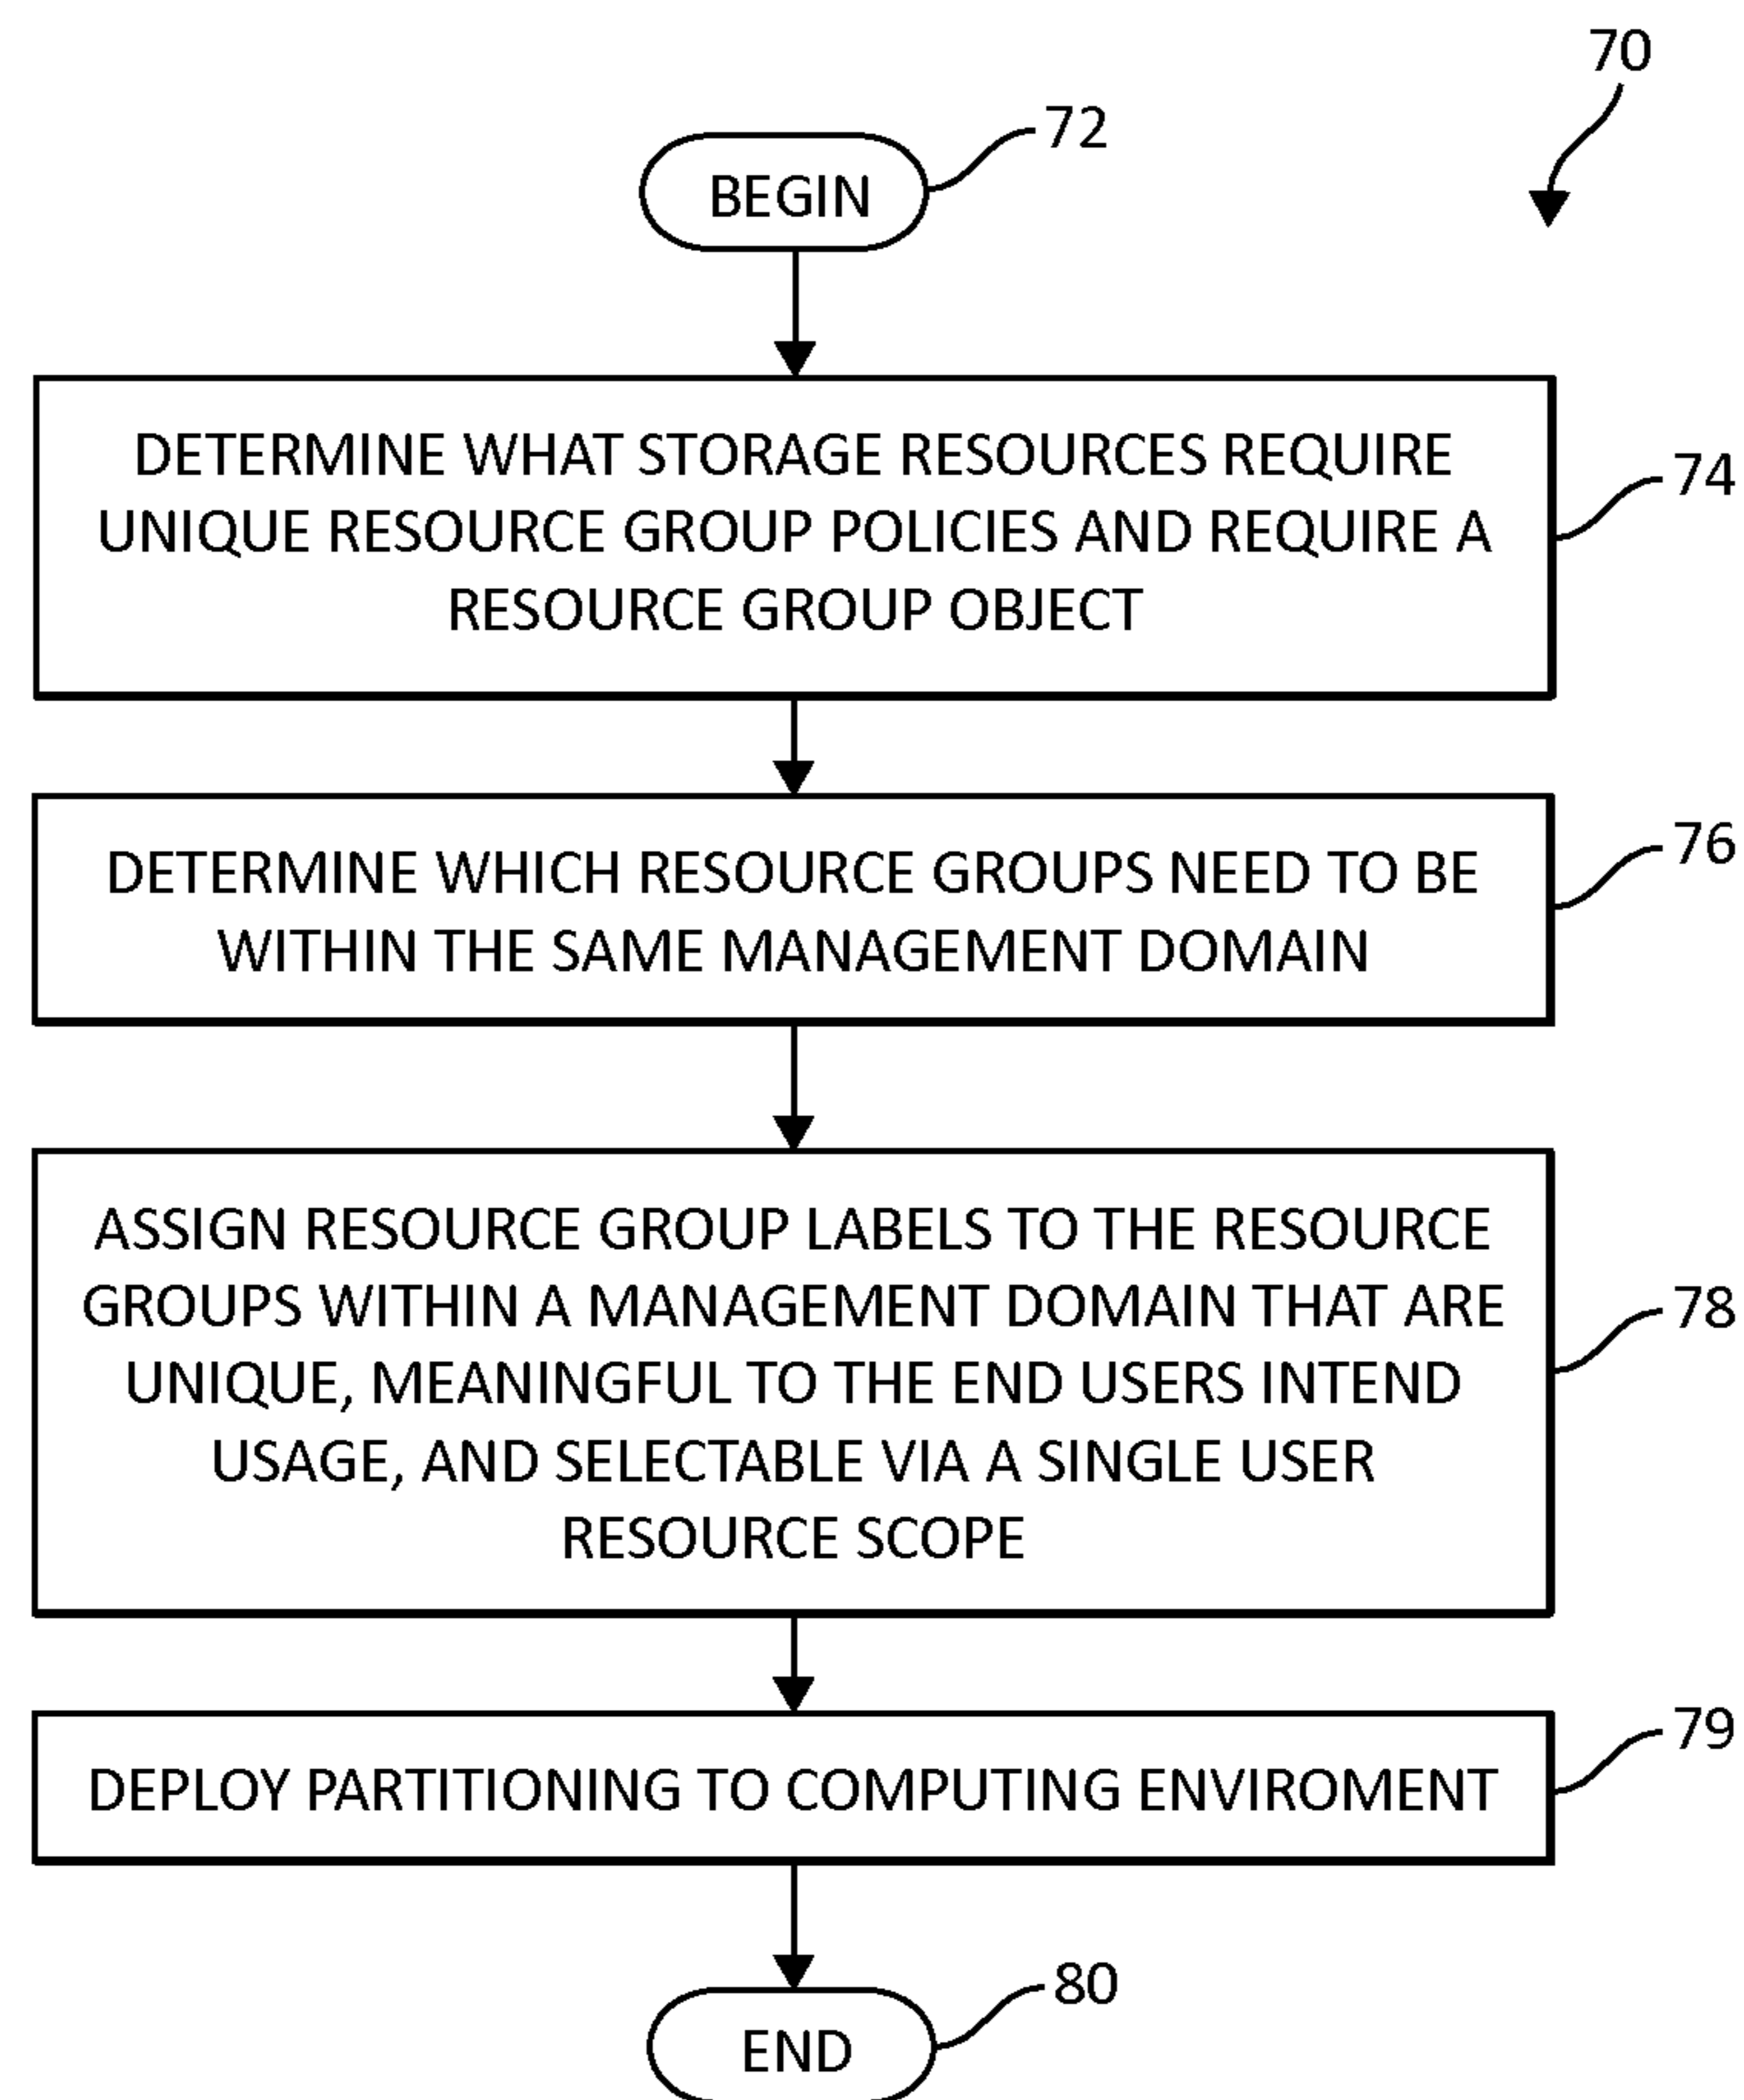 70
72
BEGIN
DETERMINE WHAT STORAGE RESOURCES REQUIRE
UNIQUE RESOURCE GROUP POLICIES AND REQUIRE A
RESOURCE GROUP OBJECT
74
DETERMINE WHICH RESOURCE GROUPS NEED TO BE
WITHIN THE SAME MANAGEMENT DOMAIN
76
ASSIGN RESOURCE GROUP LABELS TO THE RESOURCE
GROUPS WITHIN A MANAGEMENT DOMAIN THAT ARE
UNIQUE, MEANINGFUL TO THE END USERS INTEND
USAGE, AND SELECTABLE VIA A SINGLE USER
RESOURCE SCOPE
78
DEPLOY PARTITIONING TO COMPUTING ENVIROMENT
79
80
END